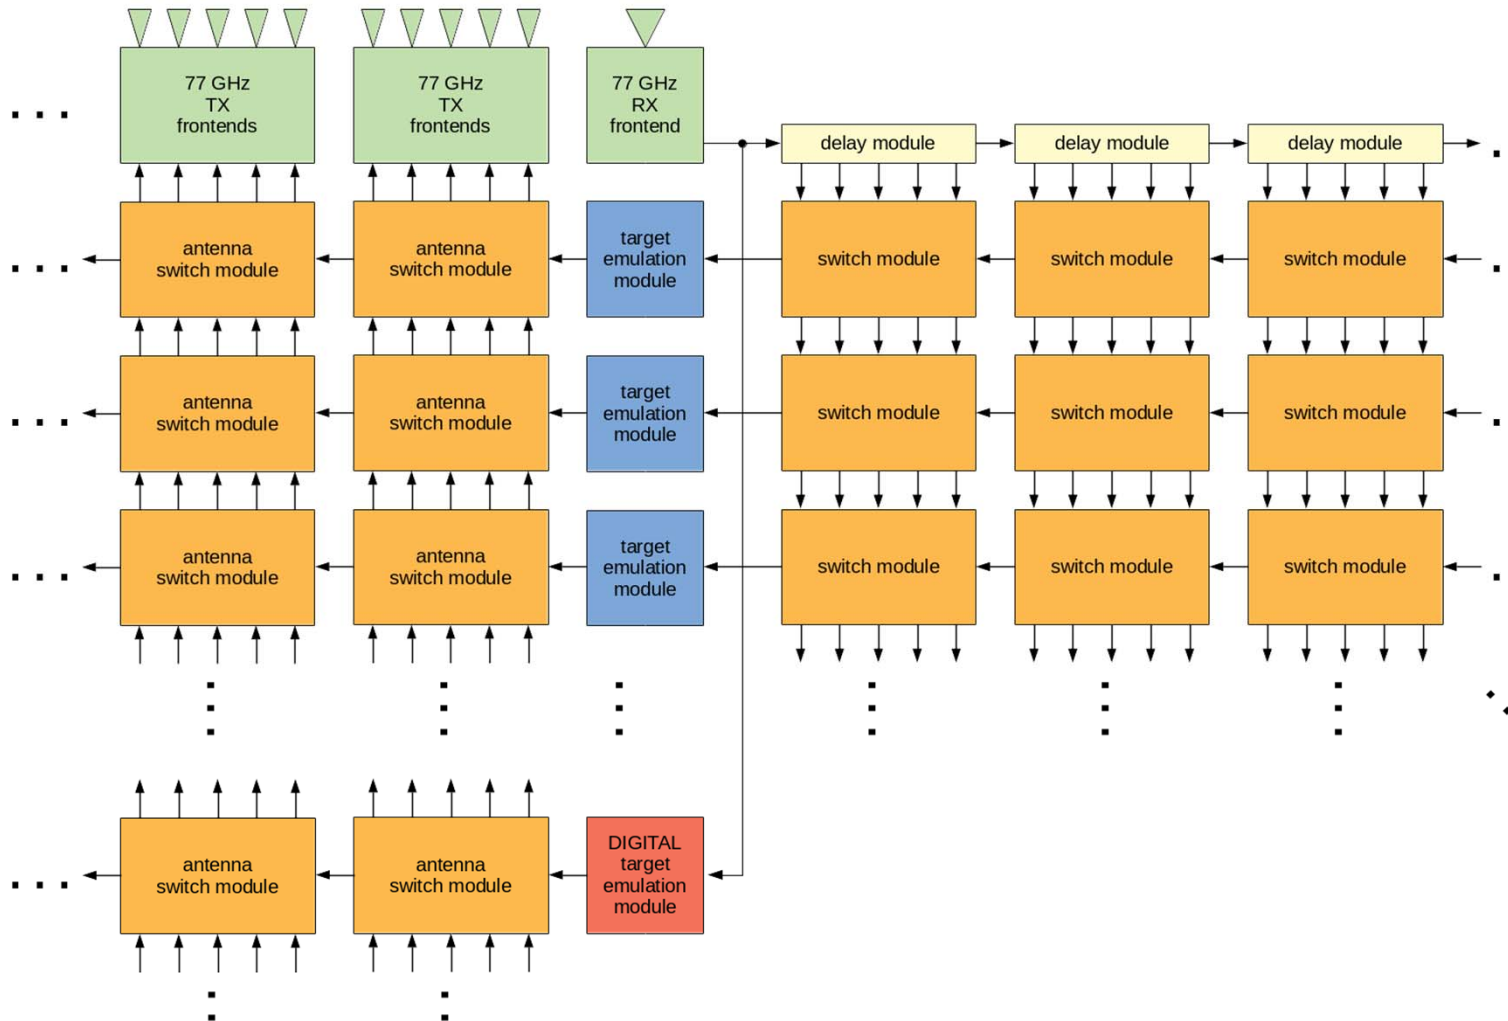 77 GHz
TX
frontends
77 GHz
TX
frontends
77 GHz
RX
frontend
delay module
delay module
delay module
antenna
switch module
antenna
switch module
target
emulation
module
switch module
switch module
switch module
antenna
switch module
antenna
switch module
target
emulation
module
switch module
switch module
switch module
antenna
switch module
antenna
switch module
target
emulation
module
switch module
switch module
switch module
antenna
switch module
antenna
switch module
DIGITAL
target
emulation
module